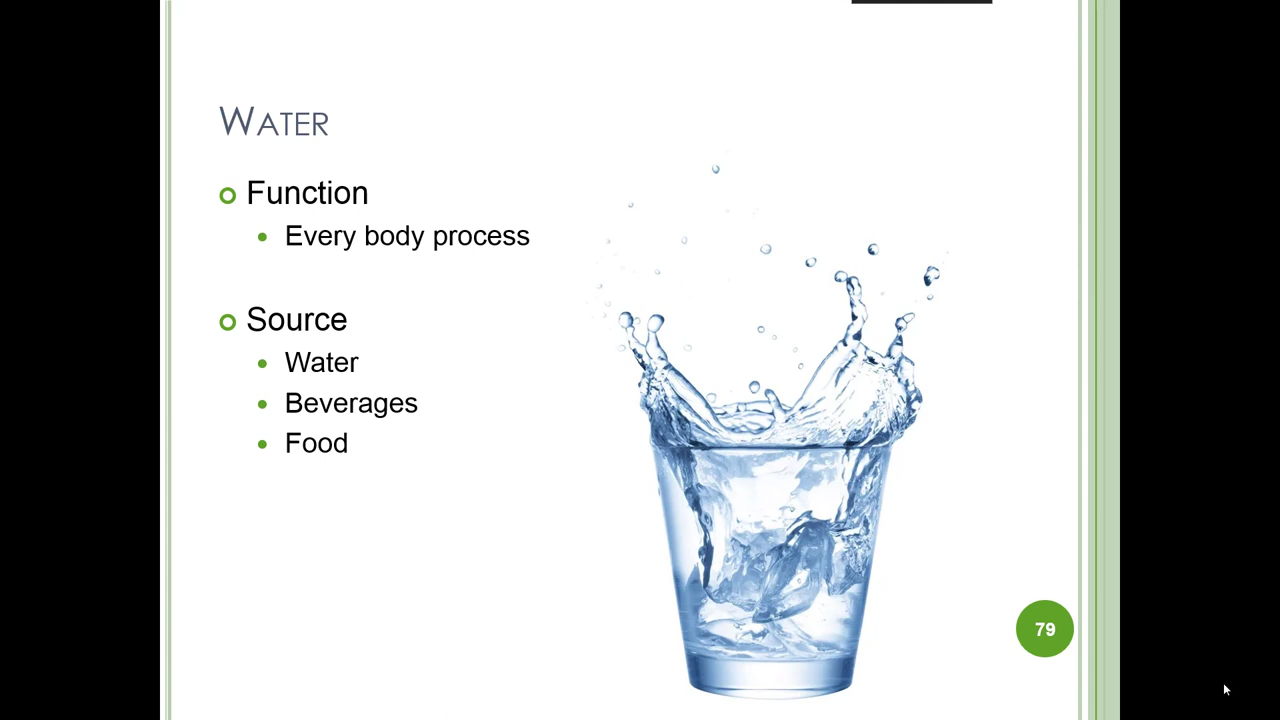 Water
Function
Every body process
Source
Water
Beverages
Food
79